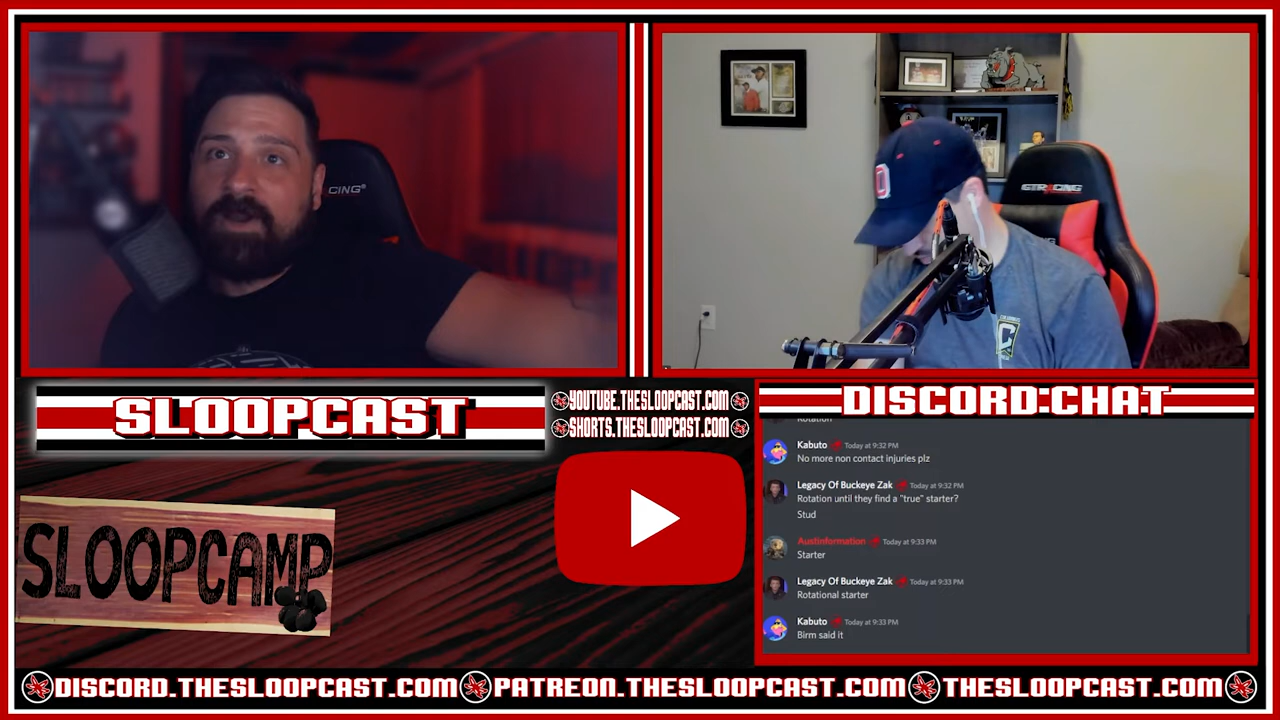 CING
GTRACING
C
SLOOPCAST
YOUTUBE.THESLOOPCAST.COM
SHORTS.THESLOOPCAST.COM
DISCORD:CHAT
Rotation
Kabuto Today at 9:32 PM
No more non contact injuries plz
Legacy Of Buckeye Zak Today at 9:32 PM
Rotation until they find a "true" starter?
Stud
Austinformation Today at 9:33 PM
Starter
Legacy Of Buckeye Zak Today at 9:33 PM
Rotational starter
Kabuto Today at 9:33 PM
Birm said it
SLOOPCAMP
DISCORD.THESLOOPCAST.COM PATREON.THESLOOPCAST.COM THESLOOPCAST.COM